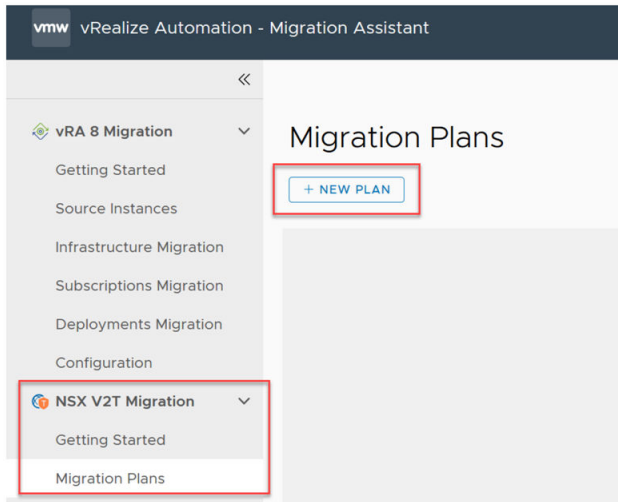 vmw vRealize Automation - Migration Assistant
vRA 8 Migration
Getting Started
Source Instances
Infrastructure Migration
Subscriptions Migration
Deployments Migration
Configuration
T NSX V2T Migration
Getting Started
Migration Plans
Migration Plans
+ NEW PLAN